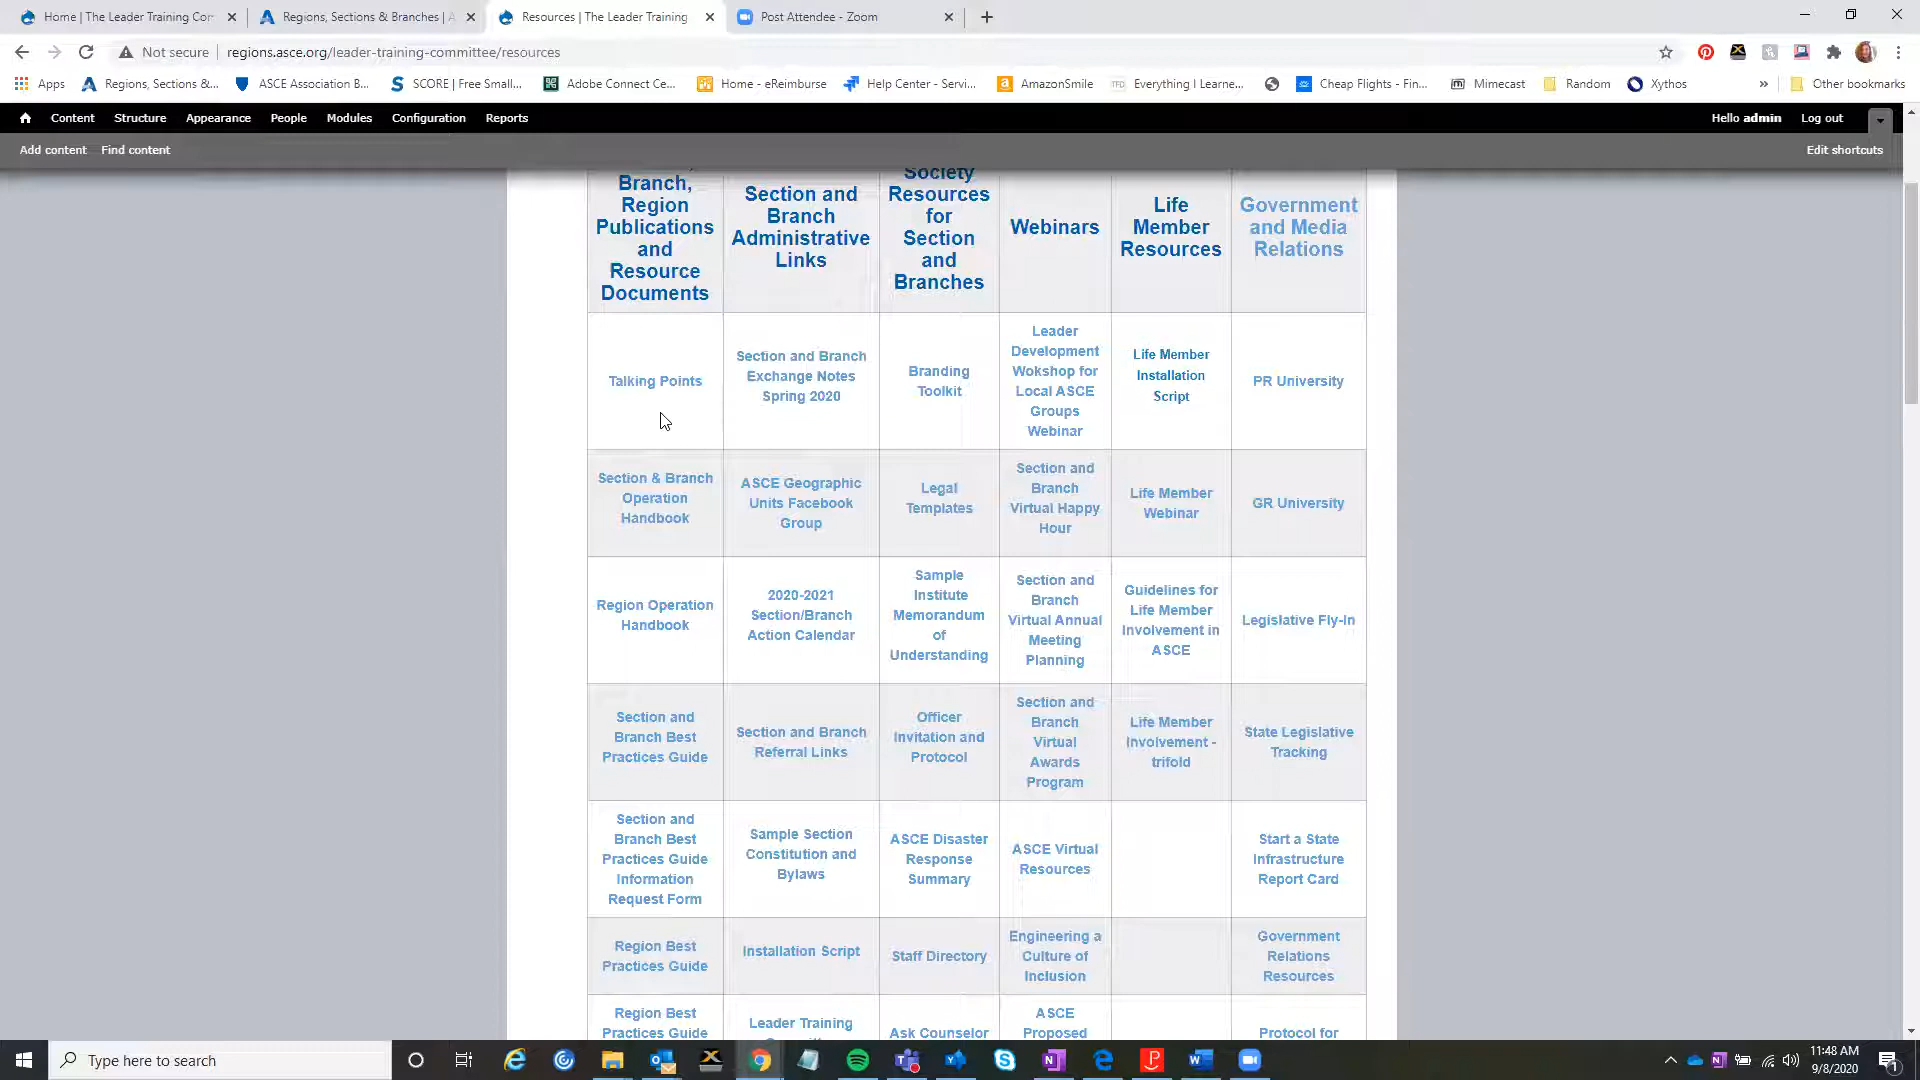 Home | The Leader Training Cor
Regions, Sections & Branches | A
Resources | The Leader Training
Post Attendee - Zoom
Not secure
regions.asce.org/leader-training-committee/resources
Apps
Regions, Sections &...
ASCE Association B...
SCORE | Free Small...
Adobe Connect Ce...
Home - eReimburse
Help Center - Servi...
AmazonSmile
Everything I Learne...
Cheap Flights - Fin...
Mimecast
Random
Xythos
»
Other bookmarks
Content
Structure
Appearance
People
Modules
Configuration
Reports
Hello admin
Log out
Add content
Find content
Edit shortcuts
Branch,
Region
Publications
and
Resource
Documents
Section and
Branch
Administrative
Links
Society
Resources
for
Section
and
Branches
Webinars
Life
Member
Resources
Government
and Media
Relations
Talking Points
Section and Branch
Exchange Notes
Spring 2020
Branding
Toolkit
Leader
Development
Wokshop for
Local ASCE
Groups
Webinar
Life Member
Installation
Script
PR University
Section & Branch
Operation
Handbook
ASCE Geographic
Units Facebook
Group
Legal
Templates
Section and
Branch
Virtual Happy
Hour
Life Member
Webinar
GR University
Region Operation
Handbook
2020-2021
Section/Branch
Action Calendar
Sample
Institute
Memorandum
of
Understanding
Section and
Branch
Virtual Annual
Meeting
Planning
Guidelines for
Life Member
Involvement in
ASCE
Legislative Fly-In
Section and
Branch Best
Practices Guide
Section and Branch
Referral Links
Officer
Invitation and
Protocol
Section and
Branch
Virtual
Awards
Program
Life Member
Involvement -
trifold
State Legislative
Tracking
Section and
Branch Best
Practices Guide
Information
Request Form
Sample Section
Constitution and
Bylaws
ASCE Disaster
Response
Summary
ASCE Virtual
Resources
Start a State
Infrastructure
Report Card
Region Best
Practices Guide
Installation Script
Staff Directory
Engineering a
Culture of
Inclusion
Government
Relations
Resources
Region Best
Practices Guide
Leader Training
Ask Counselor
ASCE
Proposed
Protocol for
Type here to search
11:48 AM
9/8/2020